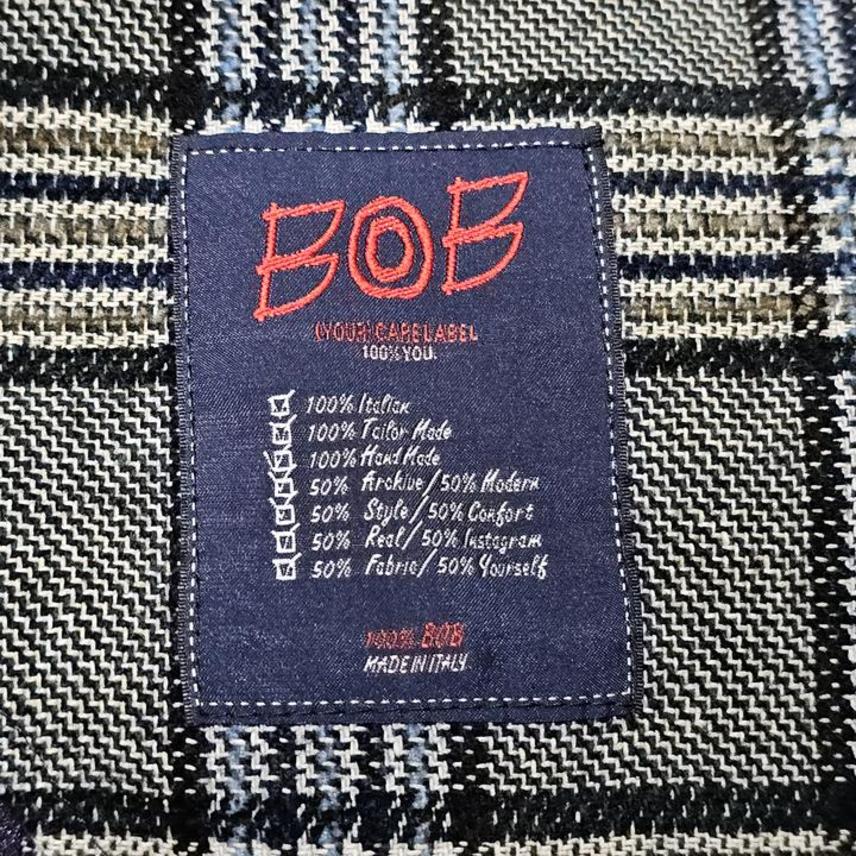 BOB
(YOUR) CARE LABEL
100% YOU.
100% Italian
100% Tailor Made
100% Hand Made
50% Archive/50% Modern
50% Style/50% Comfort
50% Real/50% Instagram
50% Fabric/50% Yourself
100% BOB
MADE IN ITALY